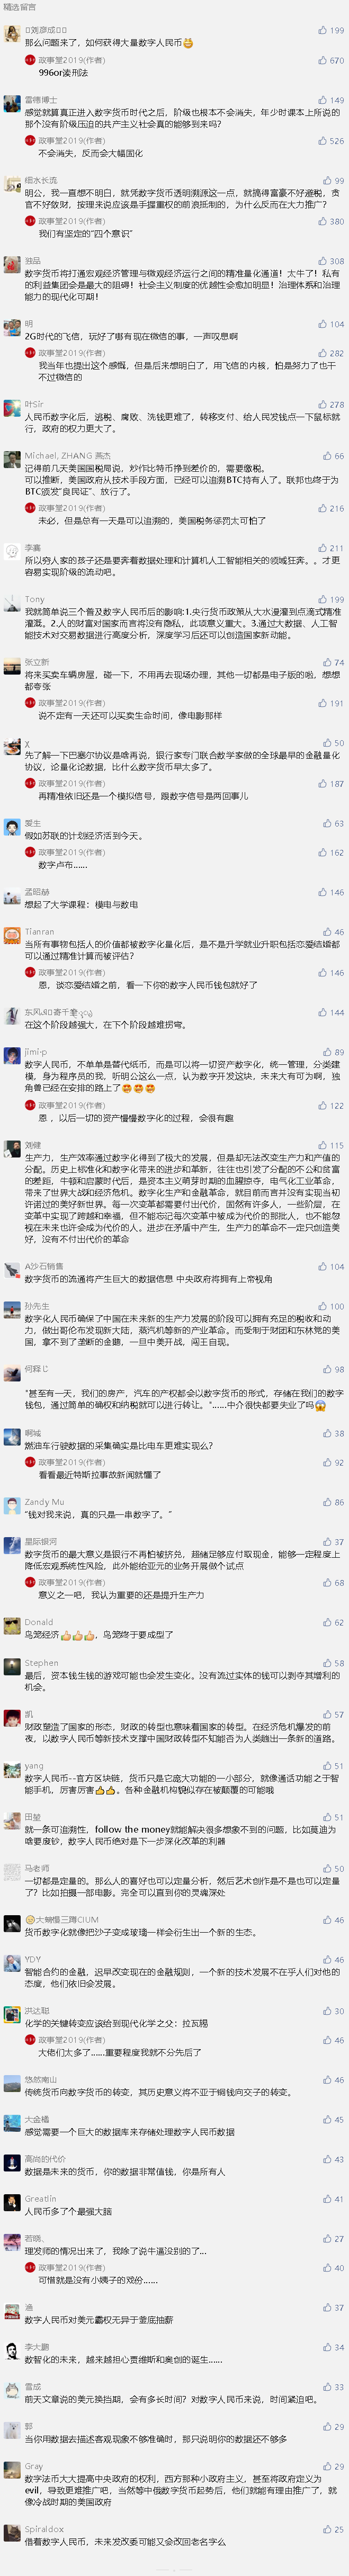 精选留言
刘彦成 199
那么问题来了，如何获得大量数字人民币
政事堂2019(作者) 670
996or凑刑法
雷德博士 149
感觉就算真正进入数字货币时代之后，阶级也根本不会消失，年少时课本上所说的
那个没有阶级压迫的共产主义社会真的能够到来吗？
政事堂2019(作者) 526
不会消失，反而会大幅固化
细水长流 99
明公，我一直想不明白，就凭数字货币透明溯源这一点，就搞得富豪不好避税，贪
官不好敛财，按理来说应该是手握重权的前浪抵制的，为什么反而在大力推广？
政事堂2019(作者) 380
我们有坚定的“四个意识”
独品 308
数字货币将打通宏观经济管理与微观经济运行之间的精准量化通道！太牛了！私有
的利益集团会是最大的阻碍！社会主义制度的优越性会愈加明显！治理体系和治理
能力的现代化可期！
明 104
2G时代的飞信，玩好了哪有现在微信的事，一声叹息啊
政事堂2019(作者) 282
我当年也提出这个感慨，但是后来想明白了，用飞信的内核，怕是努力了也干
不过微信的
叶Sir 278
人民币数字化后，逃税、腐败、洗钱更难了，转移支付、给人民发钱点一下鼠标就
行，政府的权力更大了。
Michael, ZHANG 燕杰 66
记得前几天美国国税局说，炒作比特币挣到差价的，需要缴税。
可以推断，美国政府从技术手段方面，已经可以追溯BTC持有人了。联邦也终于为
BTC颁发“良民证”、放行了。
政事堂2019(作者) 216
未必，但是总有一天是可以追溯的，美国税务惩罚太可怕了
李襄 211
所以穷人家的孩子还是要奔着数据处理和计算机人工智能相关的领域狂奔。。才更
容易实现阶级的流动吧。
Tony 199
我就简单说三个普及数字人民币后的影响:1.央行货币政策从大水漫灌到点滴式精准
灌溉。2.人的财富对国家而言将没有隐私，此项意义重大。3.通过大数据、人工智
能技术对交易数据进行高度分析，深度学习后还可以创造国家新动能。
张立新 74
将来买卖车辆房屋，碰一下，不用再去现场办理，其他一切都是电子版的啦，想想
都夸张
政事堂2019(作者) 191
说不定有一天还可以买卖生命时间，像电影那样
χ 50
先了解一下巴塞尔协议是啥再说，银行家专门联合数学家做的全球最早的金融量化
协议，论量化论数据，比什么数字货币早太多了。
政事堂2019(作者) 187
再精准依旧还是一个模拟信号，跟数字信号是两回事儿
爱生 63
假如苏联的计划经济活到今天。
政事堂2019(作者) 162
数字卢布……
孟昭赫 146
想起了大学课程：模电与数电
Tianran 46
当所有事物包括人的价值都被数字化量化后，是不是升学就业升职包括恋爱结婚都
可以通过精准计算而被评估？
政事堂2019(作者) 146
恩，谈恋爱结婚之前，看一下你的数字人民币钱包就好了
144
在这个阶段越强大，在下个阶段越难拐弯。
jimi-p 89
数字人民币，不单单是替代纸币，而是可以将一切资产数字化，统一管理，分类建
模，身为程序员的我，听明公这么一点，认为数字开发这块，未来大有可为啊，独
角兽已经在安排的路上了
政事堂2019(作者) 122
恩 ，以后一切的资产慢慢数字化的过程，会很有趣
刘健 115
生产力，生产效率通过数字化得到了极大的发展，但是却无法改变生产力和产值的
分配。历史上标准化和数字化带来的进步和革新，往往也引发了分配的不公和贫富
的差距，牛顿和启蒙时代后，是资本主义萌芽时期的血腥掠夺，电气化工业革命，
带来了世界大战和经济危机。数字化生产和金融革命，就目前而言并没有实现当初
许诺过的美好新世界。每一次变革都需要付出代价，固然有许多人，一些阶层，在
变革中实现了跨越和幸福，但不能忘记每次变革中被成为代价的那批人，也不能忽
视在未来也许会成为代价的人。进步在矛盾中产生，生产力的革命不一定只创造美
好，没有不付出代价的革命
A沙石销售 104
数字货币的流通将产生巨大的数据信息 中央政府将拥有上帝视角
孙先生 100
数字化人民币确保了中国在未来新的生产力发展的阶段可以拥有充足的税收和动
力，做出哥伦布发现新大陆，蒸汽机等新的产业革命。而受制于财团和东林党的美
国，拿不到了垄断的金融，一旦中美开战，闯王自现。
何释 98
“甚至有一天，我们的房产，汽车的产权都会以数字货币的形式，存储在我们的数字
钱包，通过简单的确权和纳税就可以进行转让。”……中介很快都要失业了吗
啊城 38
燃油车行驶数据的采集确实是比电车更难实现么？
政事堂2019(作者) 92
看看最近特斯拉事故新闻就懂了
Zandy Mu 86
“钱对我来说，真的只是一串数字了。”
星际银河 37
数字货币的最大意义是银行不再怕被挤兑，超储足够应付取现金，能够一定程度上
降低宏观系统性风险，此外能给亚元的业务开展做个试点
政事堂2019(作者) 68
意义之一吧，我认为重要的还是提升生产力
Donald 62
鸟笼经济，鸟笼终于要成型了
Stephen 58
最后，资本钱生钱的游戏可能也会发生变化。没有流过实体的钱可以剥夺其增利的
机会。
凯 57
财政塑造了国家的形态，财政的转型也意味着国家的转型。在经济危机爆发的前
夜，以数字人民币等新技术支撑中国财政转型不知能否为人类趟出一条新的道路。
yang 51
数字人民币--官方区块链，货币只是它庞大功能的一小部分，就像通话功能之于智
能手机，厉害厉害。各种金融机构貌似存在被颠覆的可能哦
田堃 51
就一条可追溯性，follow the money就能解决很多想象不到的问题，比如莫迪为
啥要废钞，数字人民币绝对是下一步深化改革的利器
马老师 50
一切都是定量的。那么人的喜好也可以定量分析，然后艺术创作是不是也可以定量
了？比如拍摄一部电影。完全可以直到你的灵魂深处
大懒惰三蹲CIUM 46
货币数字化就像把沙子变成玻璃一样会衍生出一个新的生态。
YDY 46
智能合约的金融，迟早改变现在的金融规则，一个新的技术发展不在乎人们对他的
态度，他们依旧会发展。
洪达聪 30
化学的关键转变应该给到现代化学之父：拉瓦锡
政事堂2019(作者) 46
大佬们太多了……重要程度我就不分先后了
悠然南山 46
传统货币向数字货币的转变，其历史意义将不亚于铜钱向交子的转变。
大金橘 45
感觉需要一个巨大的数据库来存储处理数字人民币数据
高尚的代价 43
数据是未来的货币，你的数据非常值钱，你是所有人
Greatlin 41
人民币多了个最强大脑
若晓、 27
理发师的情况出来了，我除了说牛逼没别的了…
政事堂2019(作者) 40
可惜就是没有小姨子的戏份……
渔 37
数字人民币对美元霸权无异于釜底抽薪
李大鹏 34
数智化的未来，越来越担心贾维斯和奥创的诞生……
雪成 33
前天文章说的美元换挡期，会有多长时间？对数字人民币来说，时间紧迫吧。
郭 29
当你用数据去描述客观现象不够准确时，那只说明你的数据还不够多
Gray 29
数字法币大大提高中央政府的权利，西方那种小政府主义，甚至将政府定义为
evil，导致更难推广吧，当然等中俄数字货币起势后，他们就能有理由推广了，就
像冷战时期的美国政府
Spiraldox 25
借着数字人民币，未来发改委可能又会改回老名字么